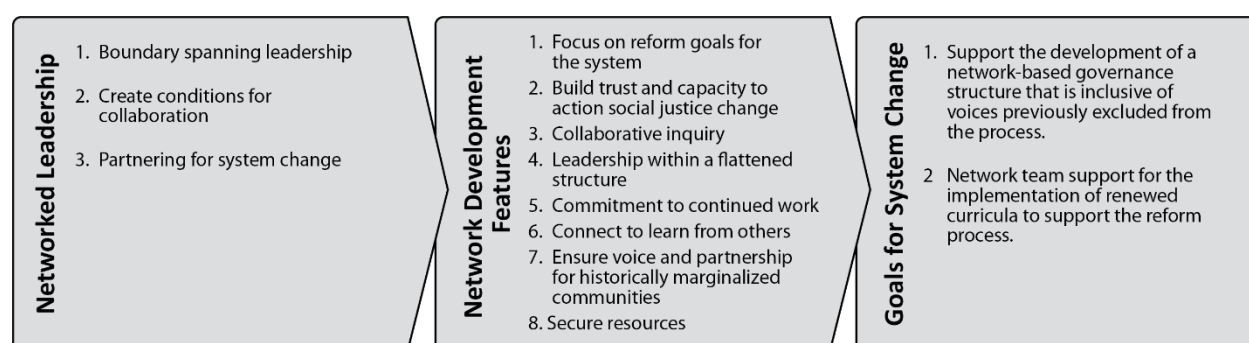 Networked Leadership
1. Boundary spanning leadership
2. Create conditions for
collaboration
3. Partnering for system change
Network Development
Features
1. Focus on reform goals for
the system
2. Build trust and capacity to
action social justice change
3. Collaborative inquiry
4. Leadership within a flattened
structure
5. Commitment to continued work
6. Connect to learn from others
7. Ensure voice and partnership
for historically marginalized
communities
8. Secure resources
Goals for System Change
1. Support the development of a
network-based governance
structure that is inclusive of
voices previously excluded from
the process.
2 Network team support for the
implementation of renewed
curricula to support the reform
process.